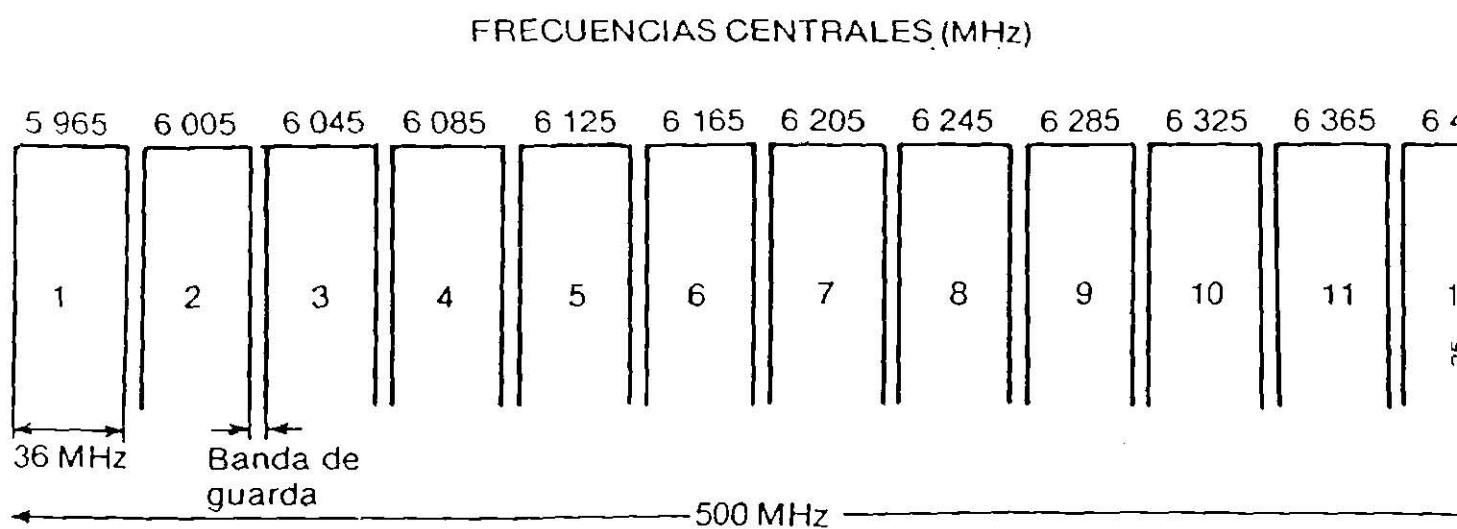 FRECUENCIAS CENTRALES (MHz)
5 965 6 005 6 045 6 085 6 125 6 165 6 205 6 245 6 285 6 325 6 365
1 2 3 4 5 6 7 8 9 10 11
36 MHz Banda de
guarda
500 MHz